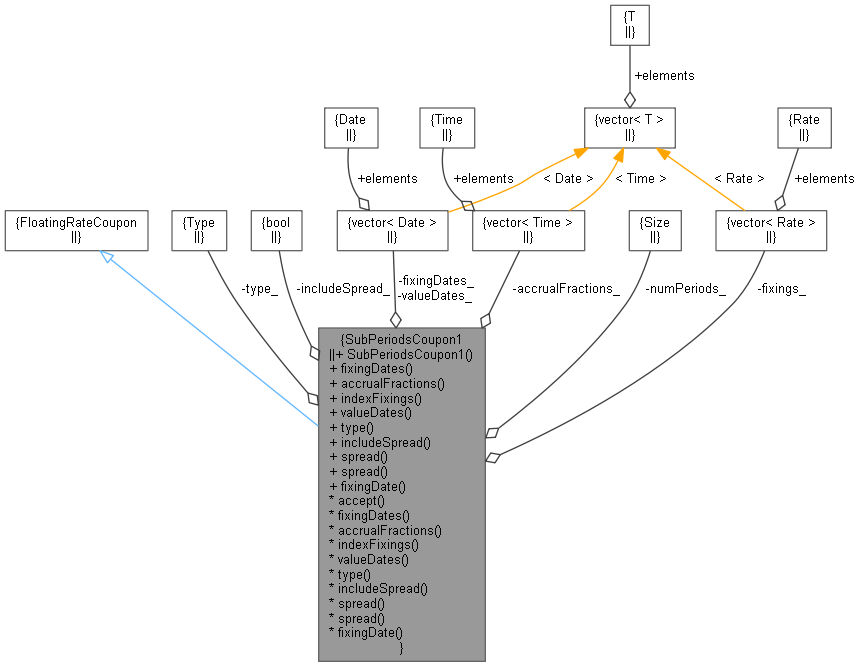 {T
||}
+elements
{Date
||}
{Time
||}
{vector< T >
||}
{Rate
||}
+elements
+elements
< Date >
< Time >
< Rate >
+elements
{FloatingRateCoupon
||}
{Type
||}
{bool
||}
{vector< Date >
||}
{vector< Time >
||}
{Size
||}
{vector< Rate >
||}
-type_
-includeSpread_
-fixingDates_
-valueDates_
-accrualFractions_
-numPeriods_
-fixings_
{SubPeriodsCoupon1
||+ SubPeriodsCoupon1()
+ fixingDates()
+ accrualFractions()
+ indexFixings()
+ valueDates()
+ type()
+ includeSpread()
+ spread()
+ spread()
+ fixingDate()
* accept()
* fixingDates()
* accrualFractions()
* indexFixings()
* valueDates()
* type()
* includeSpread()
* spread()
* spread()
* fixingDate()
}